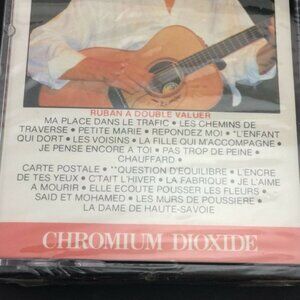 RUBAN A DOUBLE VALUER
MA PLACE DANS LE TRAFIC • LES CHEMINS DE
TRAVERSE • PETITE MARIE • REPONDEZ MOI • *L'ENFANT
QUI DORT • LES VOISINS • LA FILLE QUI M'ACCOMPAGNE •
JE PENSE ENCORE A TOI • PAS TROP DE PEINE •
CHAUFFARD •
CARTE POSTALE • **QUESTION D'EQUILIBRE • L'ENCRE
DE TES YEUX • C'TAIT L'HIVER • LA FABRIQUE • JE L'AIME
A MOURIR • ELLE ECOUTE POUSSER LES FLEURS •
SAID ET MOHAMED • LES MURS DE POUSSIERE •
LA DAME DE HAUTE-SAVOIE
CHROMIUM DIOXIDE